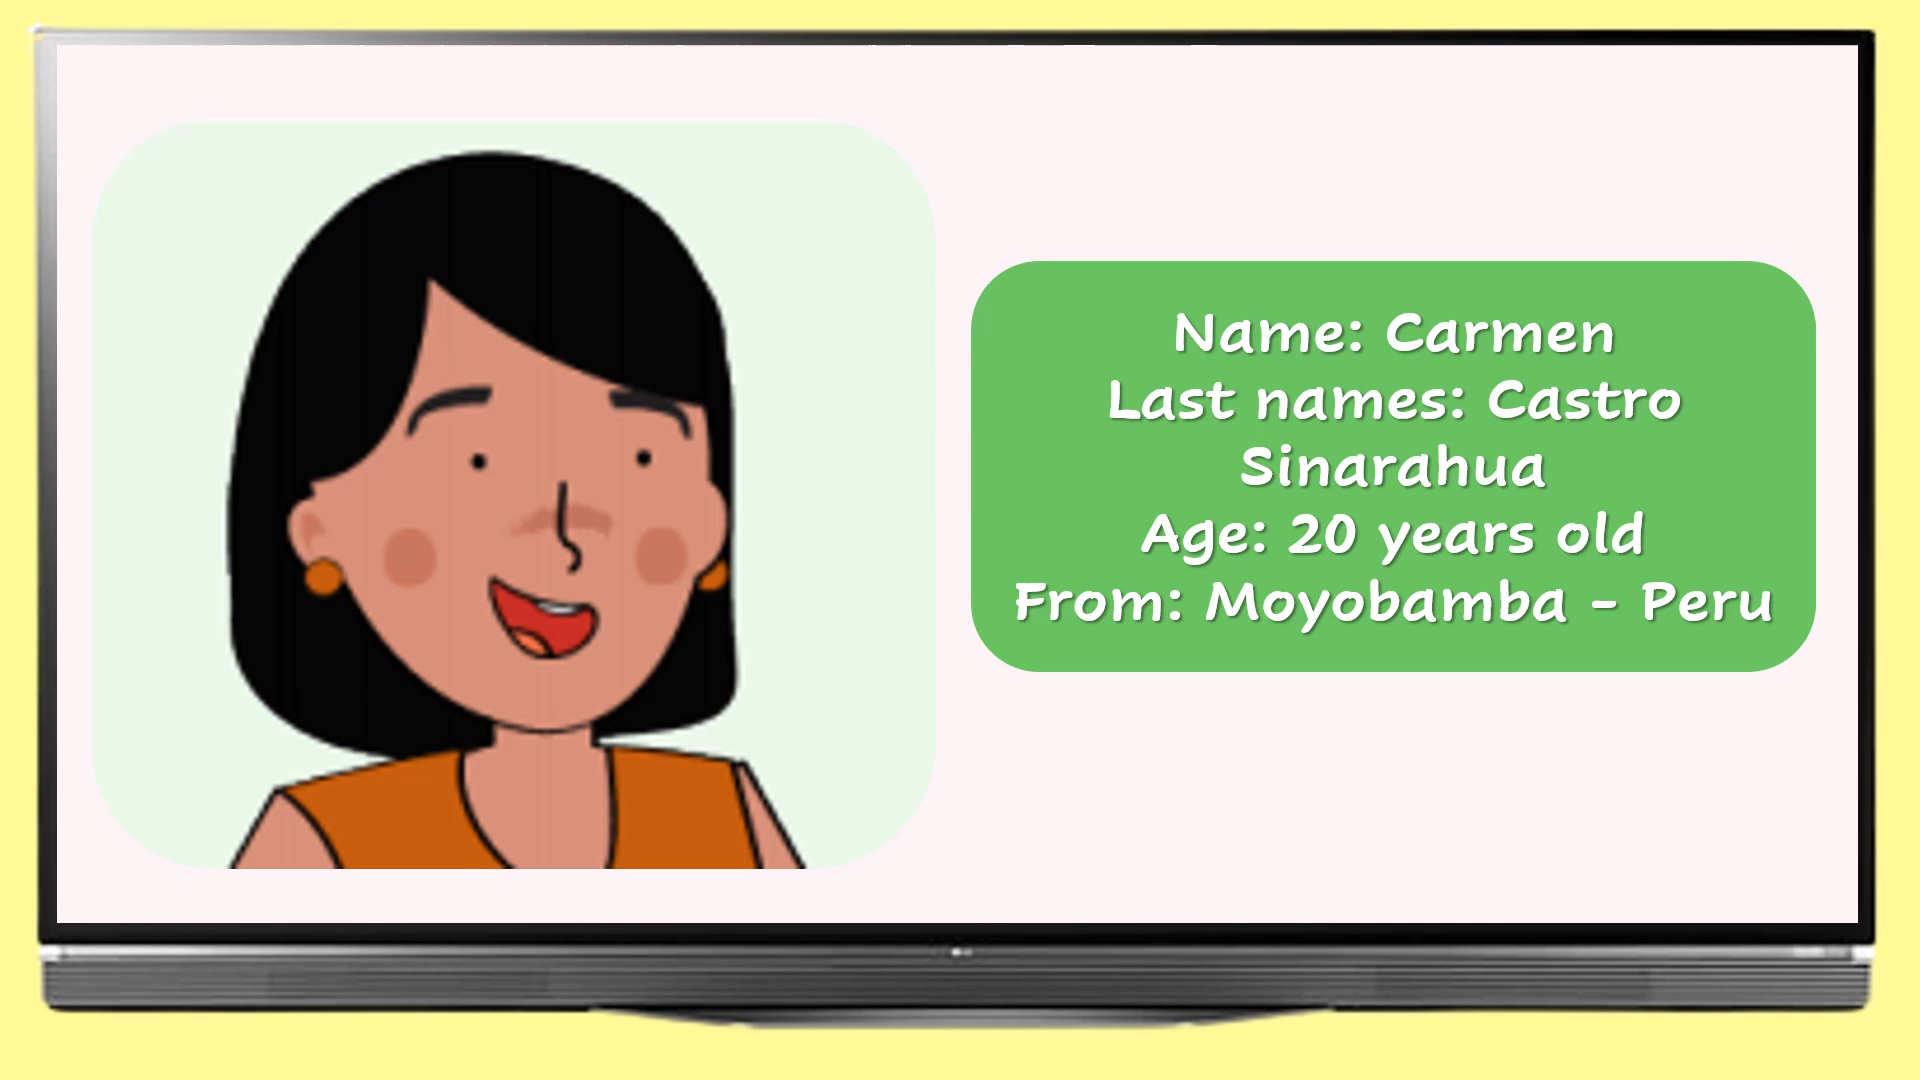 Name: Carmen
Last names: Castro
Sinarahua
Age: 20 years old
From: Moyobamba - Peru